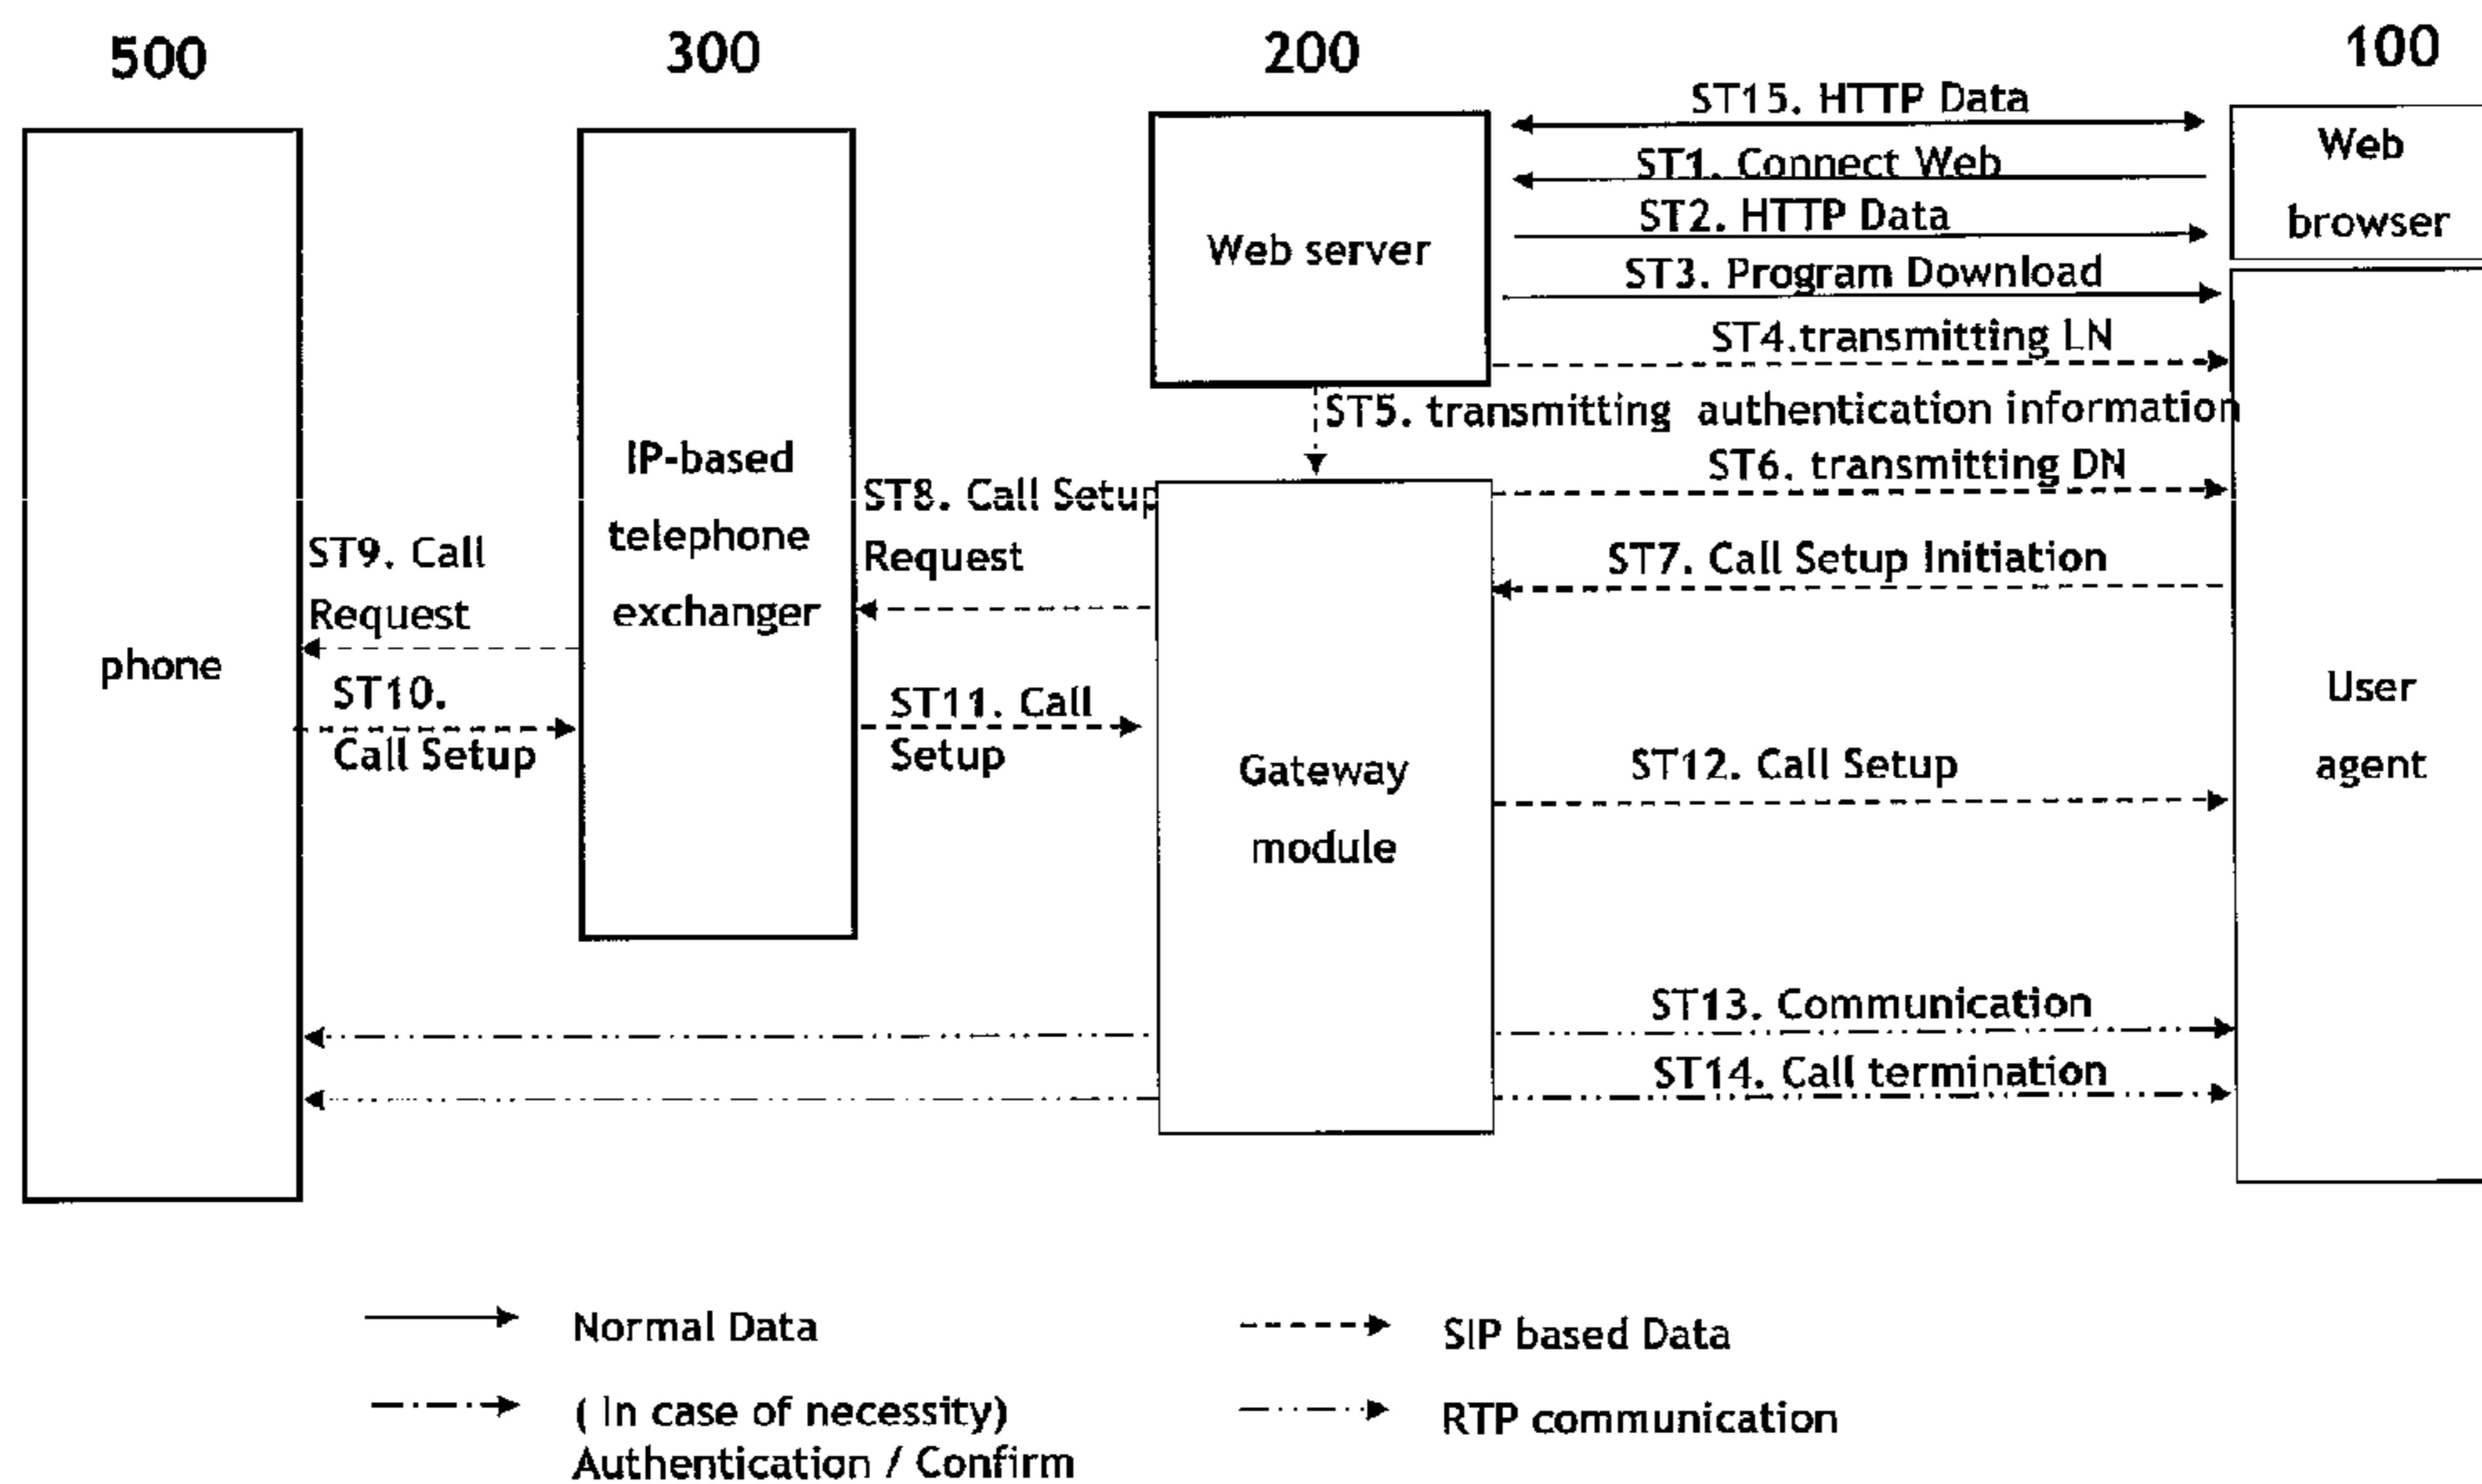 500
300
200
100
ST15. HTTP Data
Web
browser
ST1. Connect Web
ST2. HTTP Data
Web server
ST3. Program Download
ST4.transmitting LN
ST5. transmitting authentication information
IP-based
telephone
exchanger
ST6. transmitting DN
ST8. Call Setup
Request
ST7. Call Setup Initiation
ST9. Call
Request
phone
ST10.
Call Setup
ST11. Call
Setup
User
agent
Gateway
module
ST12. Call Setup
ST13. Communication
ST14. Call termination
Normal Data
SIP based Data
( In case of necessity)
Authentication / Confirm
RTP communication